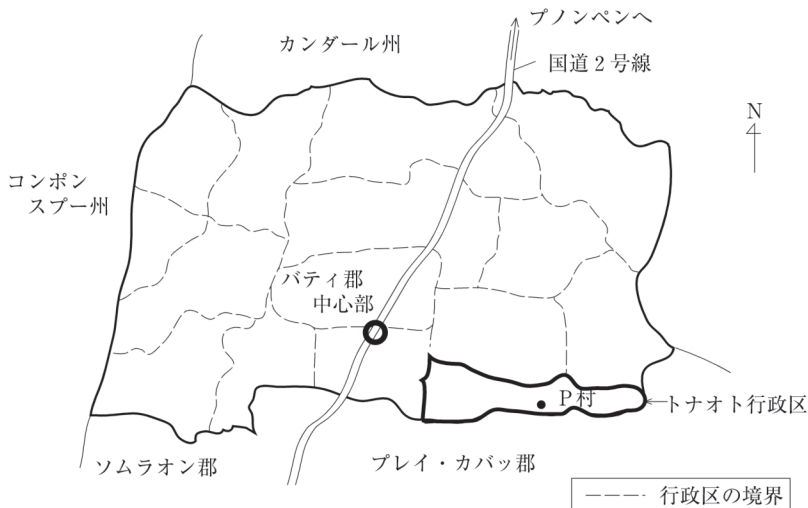 プノンペンへ
カンダール州
国道2号線
N
コンポン
スプー州
バティ郡
中心部
P村
トナオト行政区
ソムラオン郡
プレイ・カバッ郡
行政区の境界